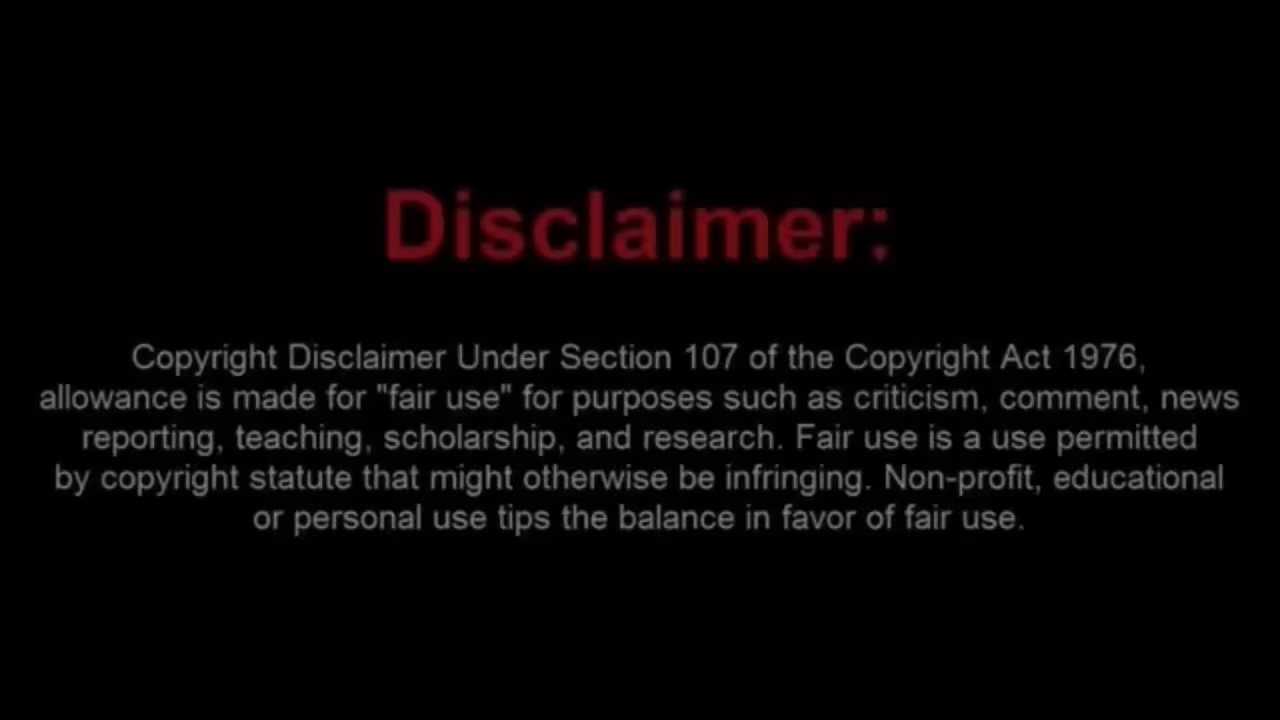 Disclaimer:
Copyright Disclaimer Under Section 107 of the Copyright Act 1976,
allowance is made for "fair use" for purposes such as criticism, comment, news
reporting, teaching, scholarship, and research. Fair use is a use permitted
by copyright statute that might otherwise be infringing. Non-profit, educational
or personal use tips the balance in favor of fair use.